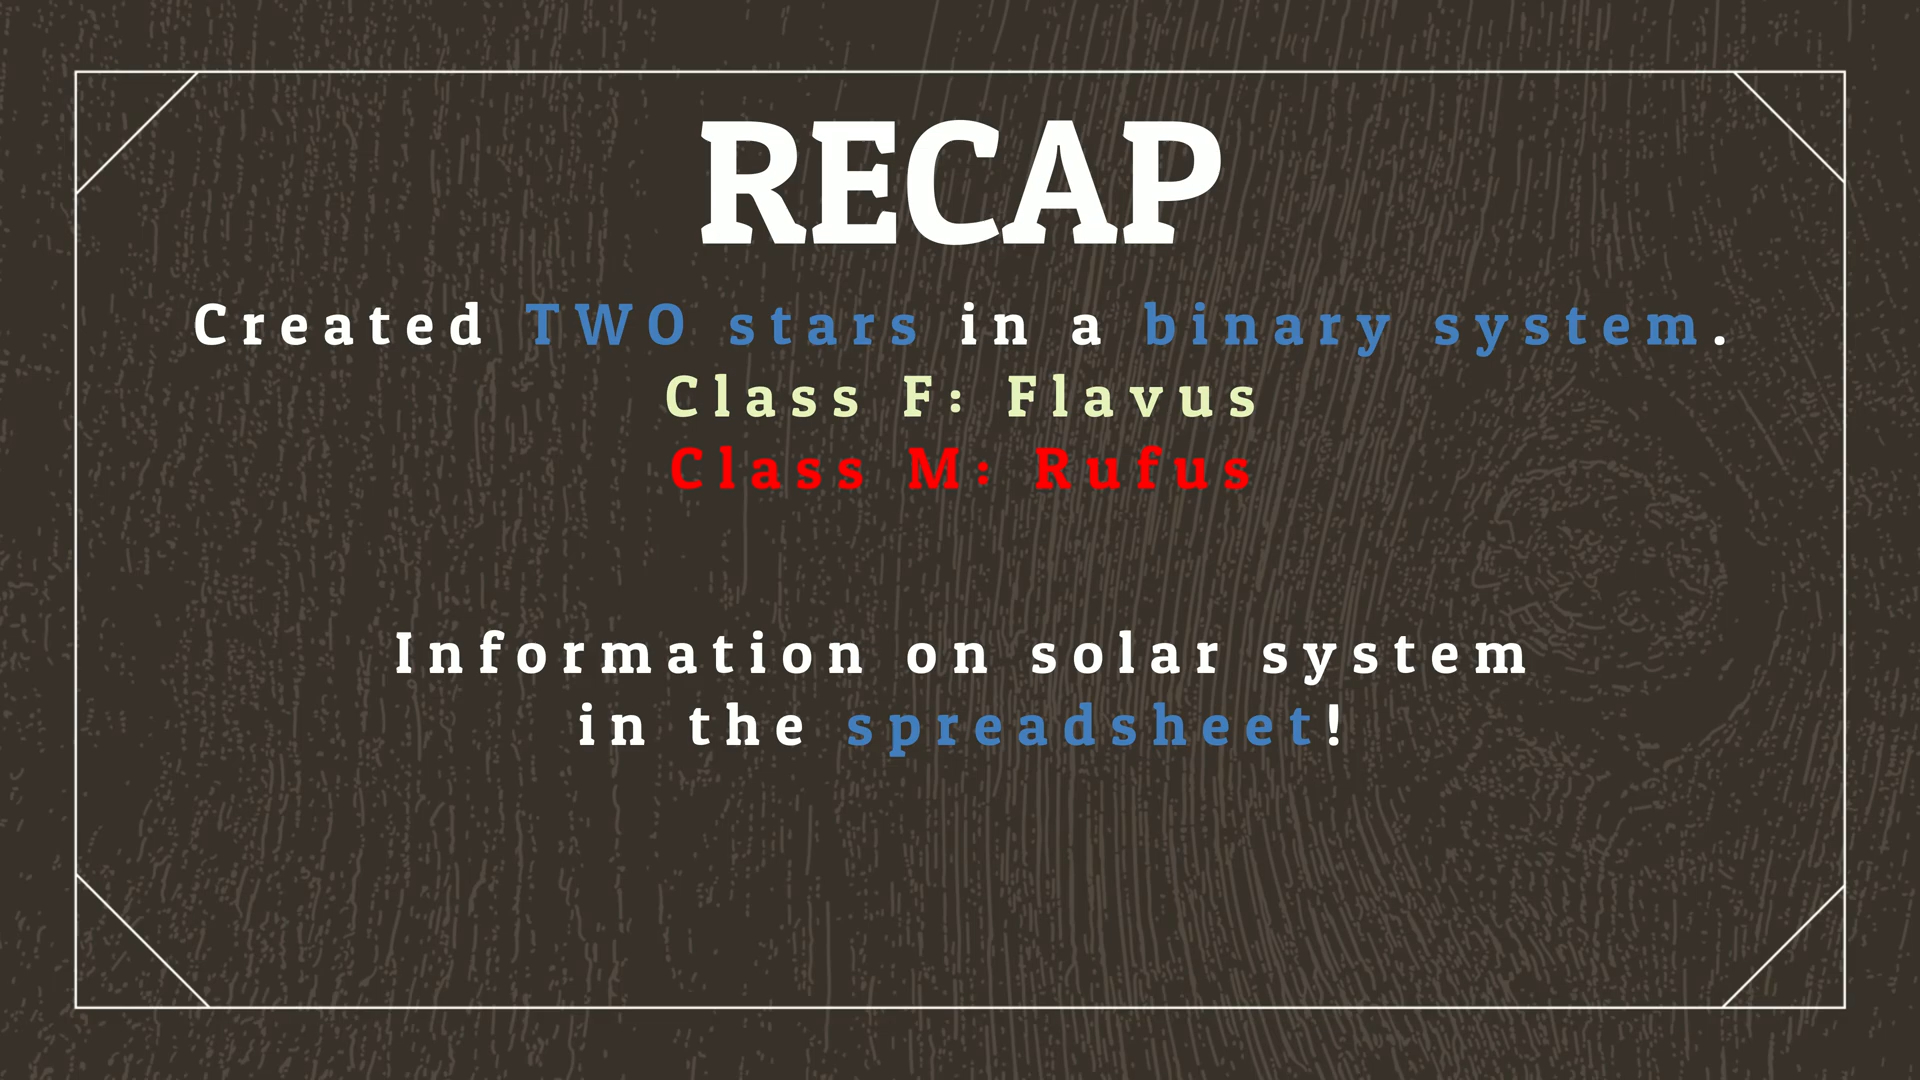 RECAP
Created TWO stars in a binary system.
Class F: Flavus
Class M: Rufus
Information on solar system
in the spreadsheet!